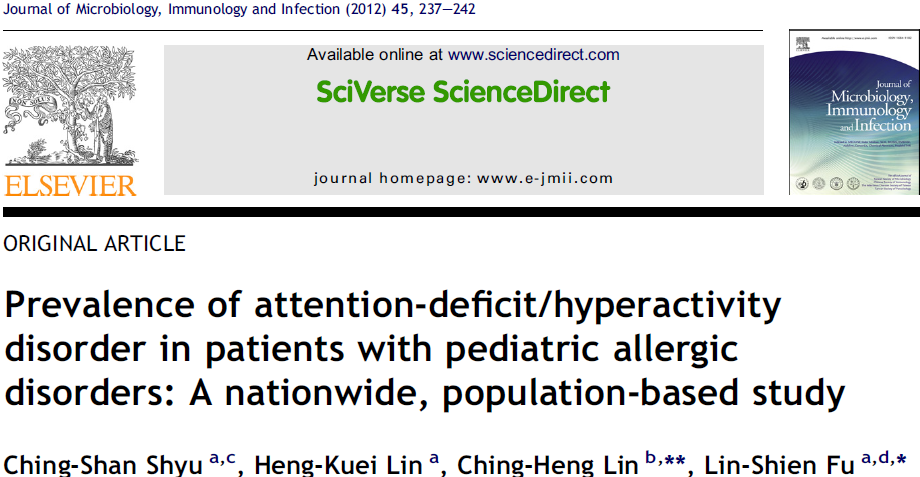 Journal of Microbiology, Immunology and Infection (2012) 45, 237–242
Available online at www.sciencedirect.com
SciVerse ScienceDirect
journal homepage: www.e-jmii.com
ELSEVIER
Journal of
Microbiology,
Immunology
and Infection
ORIGINAL ARTICLE
Prevalence of attention-deficit/hyperactivity
disorder in patients with pediatric allergic
disorders: A nationwide, population-based study
Ching-Shan Shyu a,c, Heng-Kuei Lin a, Ching-Heng Lin b,**, Lin-Shien Fu a,d,*